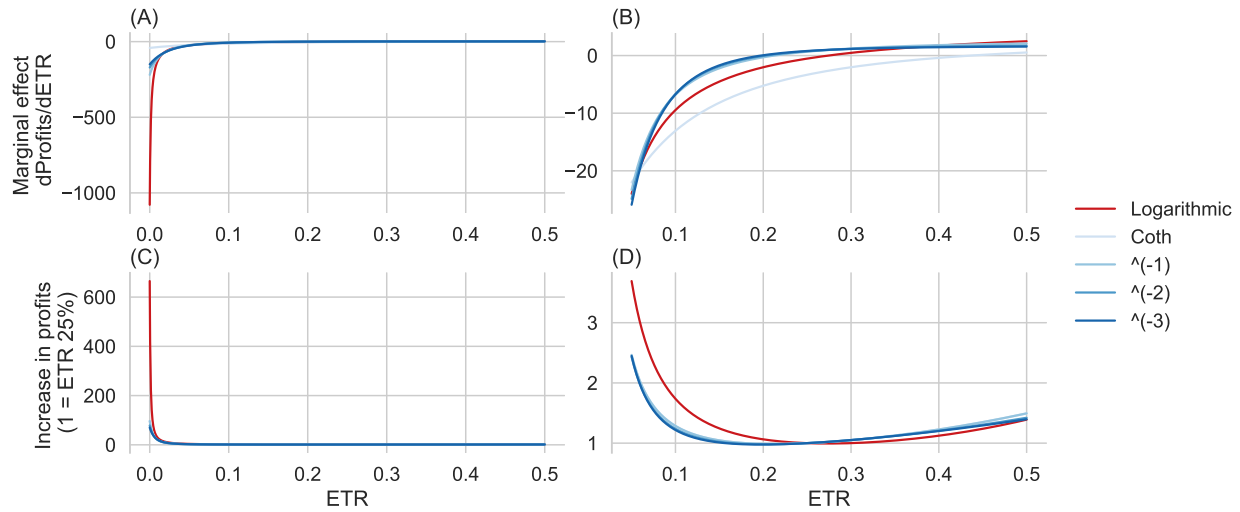 (A)
Marginal effect
dProfits/dETR
0
−500
−1000
0.0 0.1 0.2 0.3 0.4 0.5
(B)
0
−10
−20
0.1 0.2 0.3 0.4 0.5
(C)
Increase in profits
(1 = ETR 25%)
600
400
200
0
0.0 0.1 0.2 0.3 0.4 0.5
ETR
(D)
3
2
1
0.1 0.2 0.3 0.4 0.5
ETR
Logarithmic
Coth
^(-1)
^(-2)
^(-3)